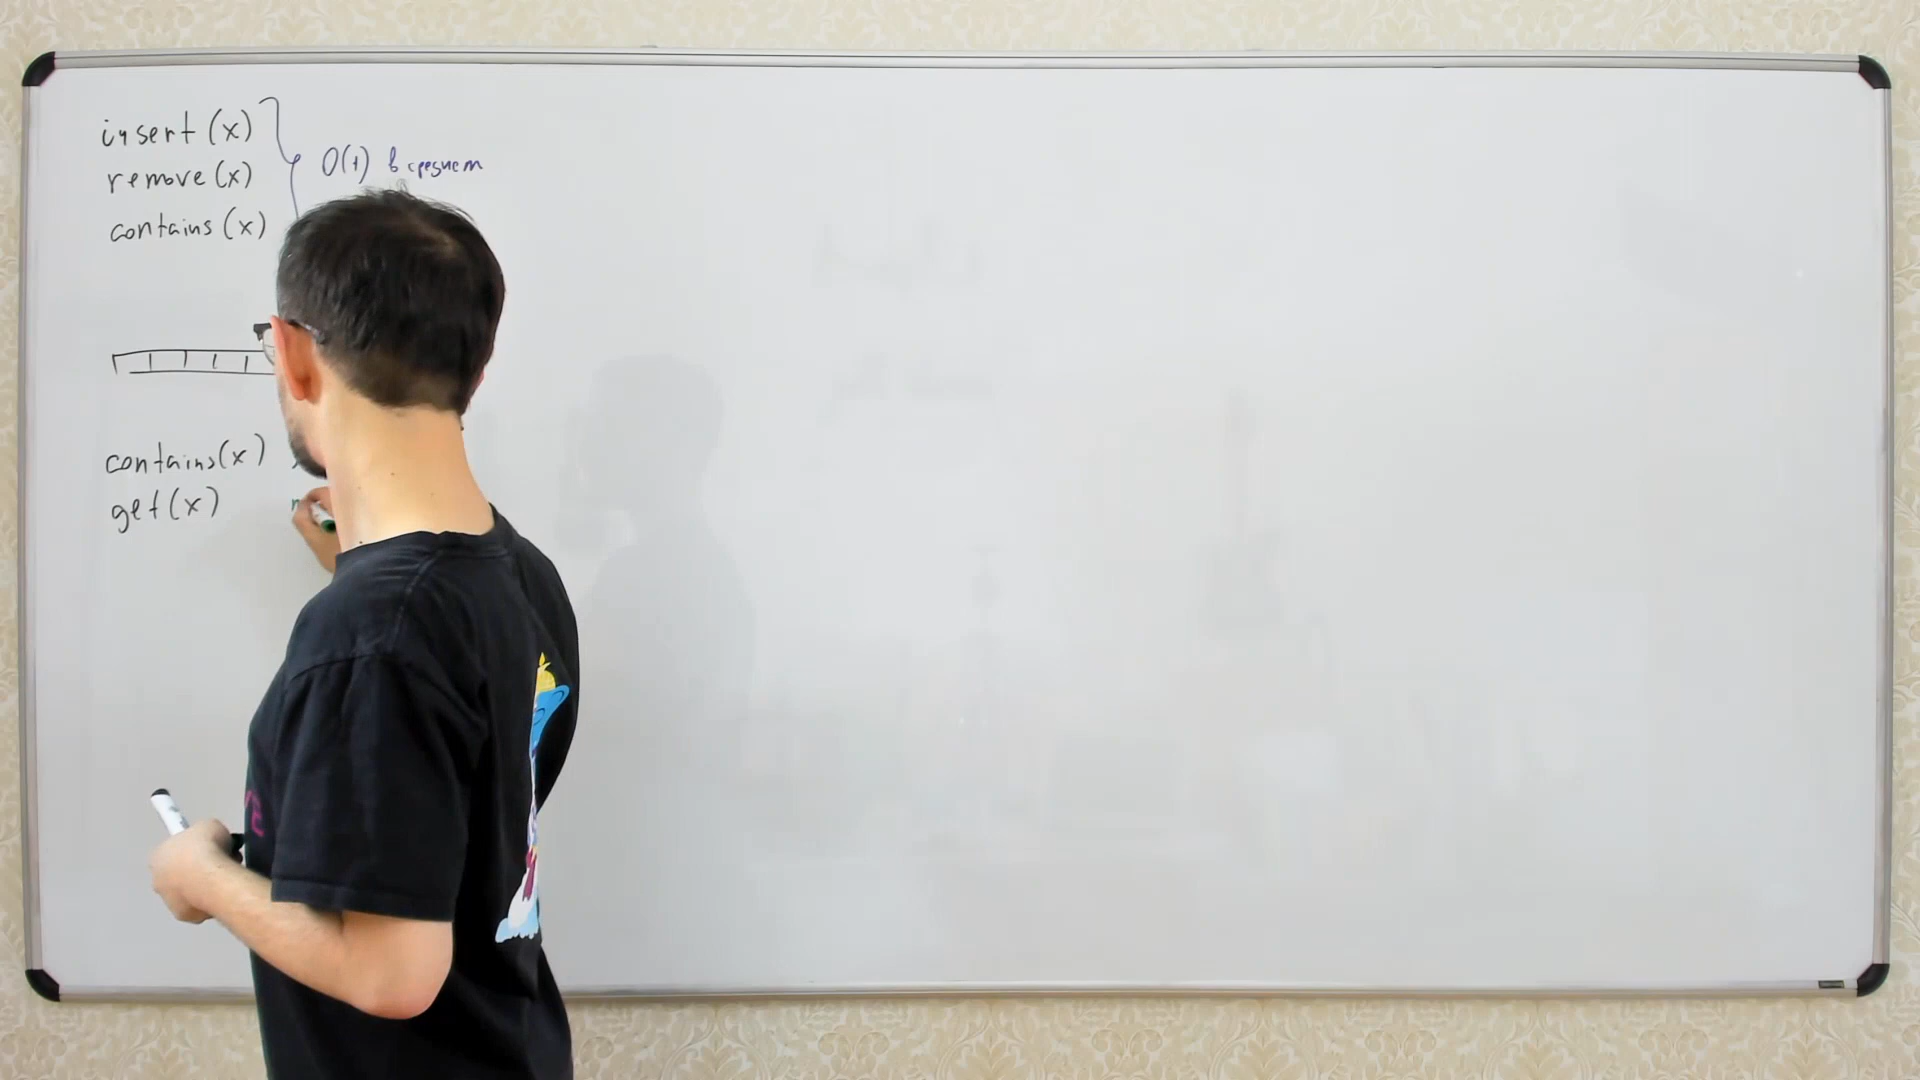 insert (x)
remove (x)
O(1) в среднем
contains (x)
contains(x)
get(x)